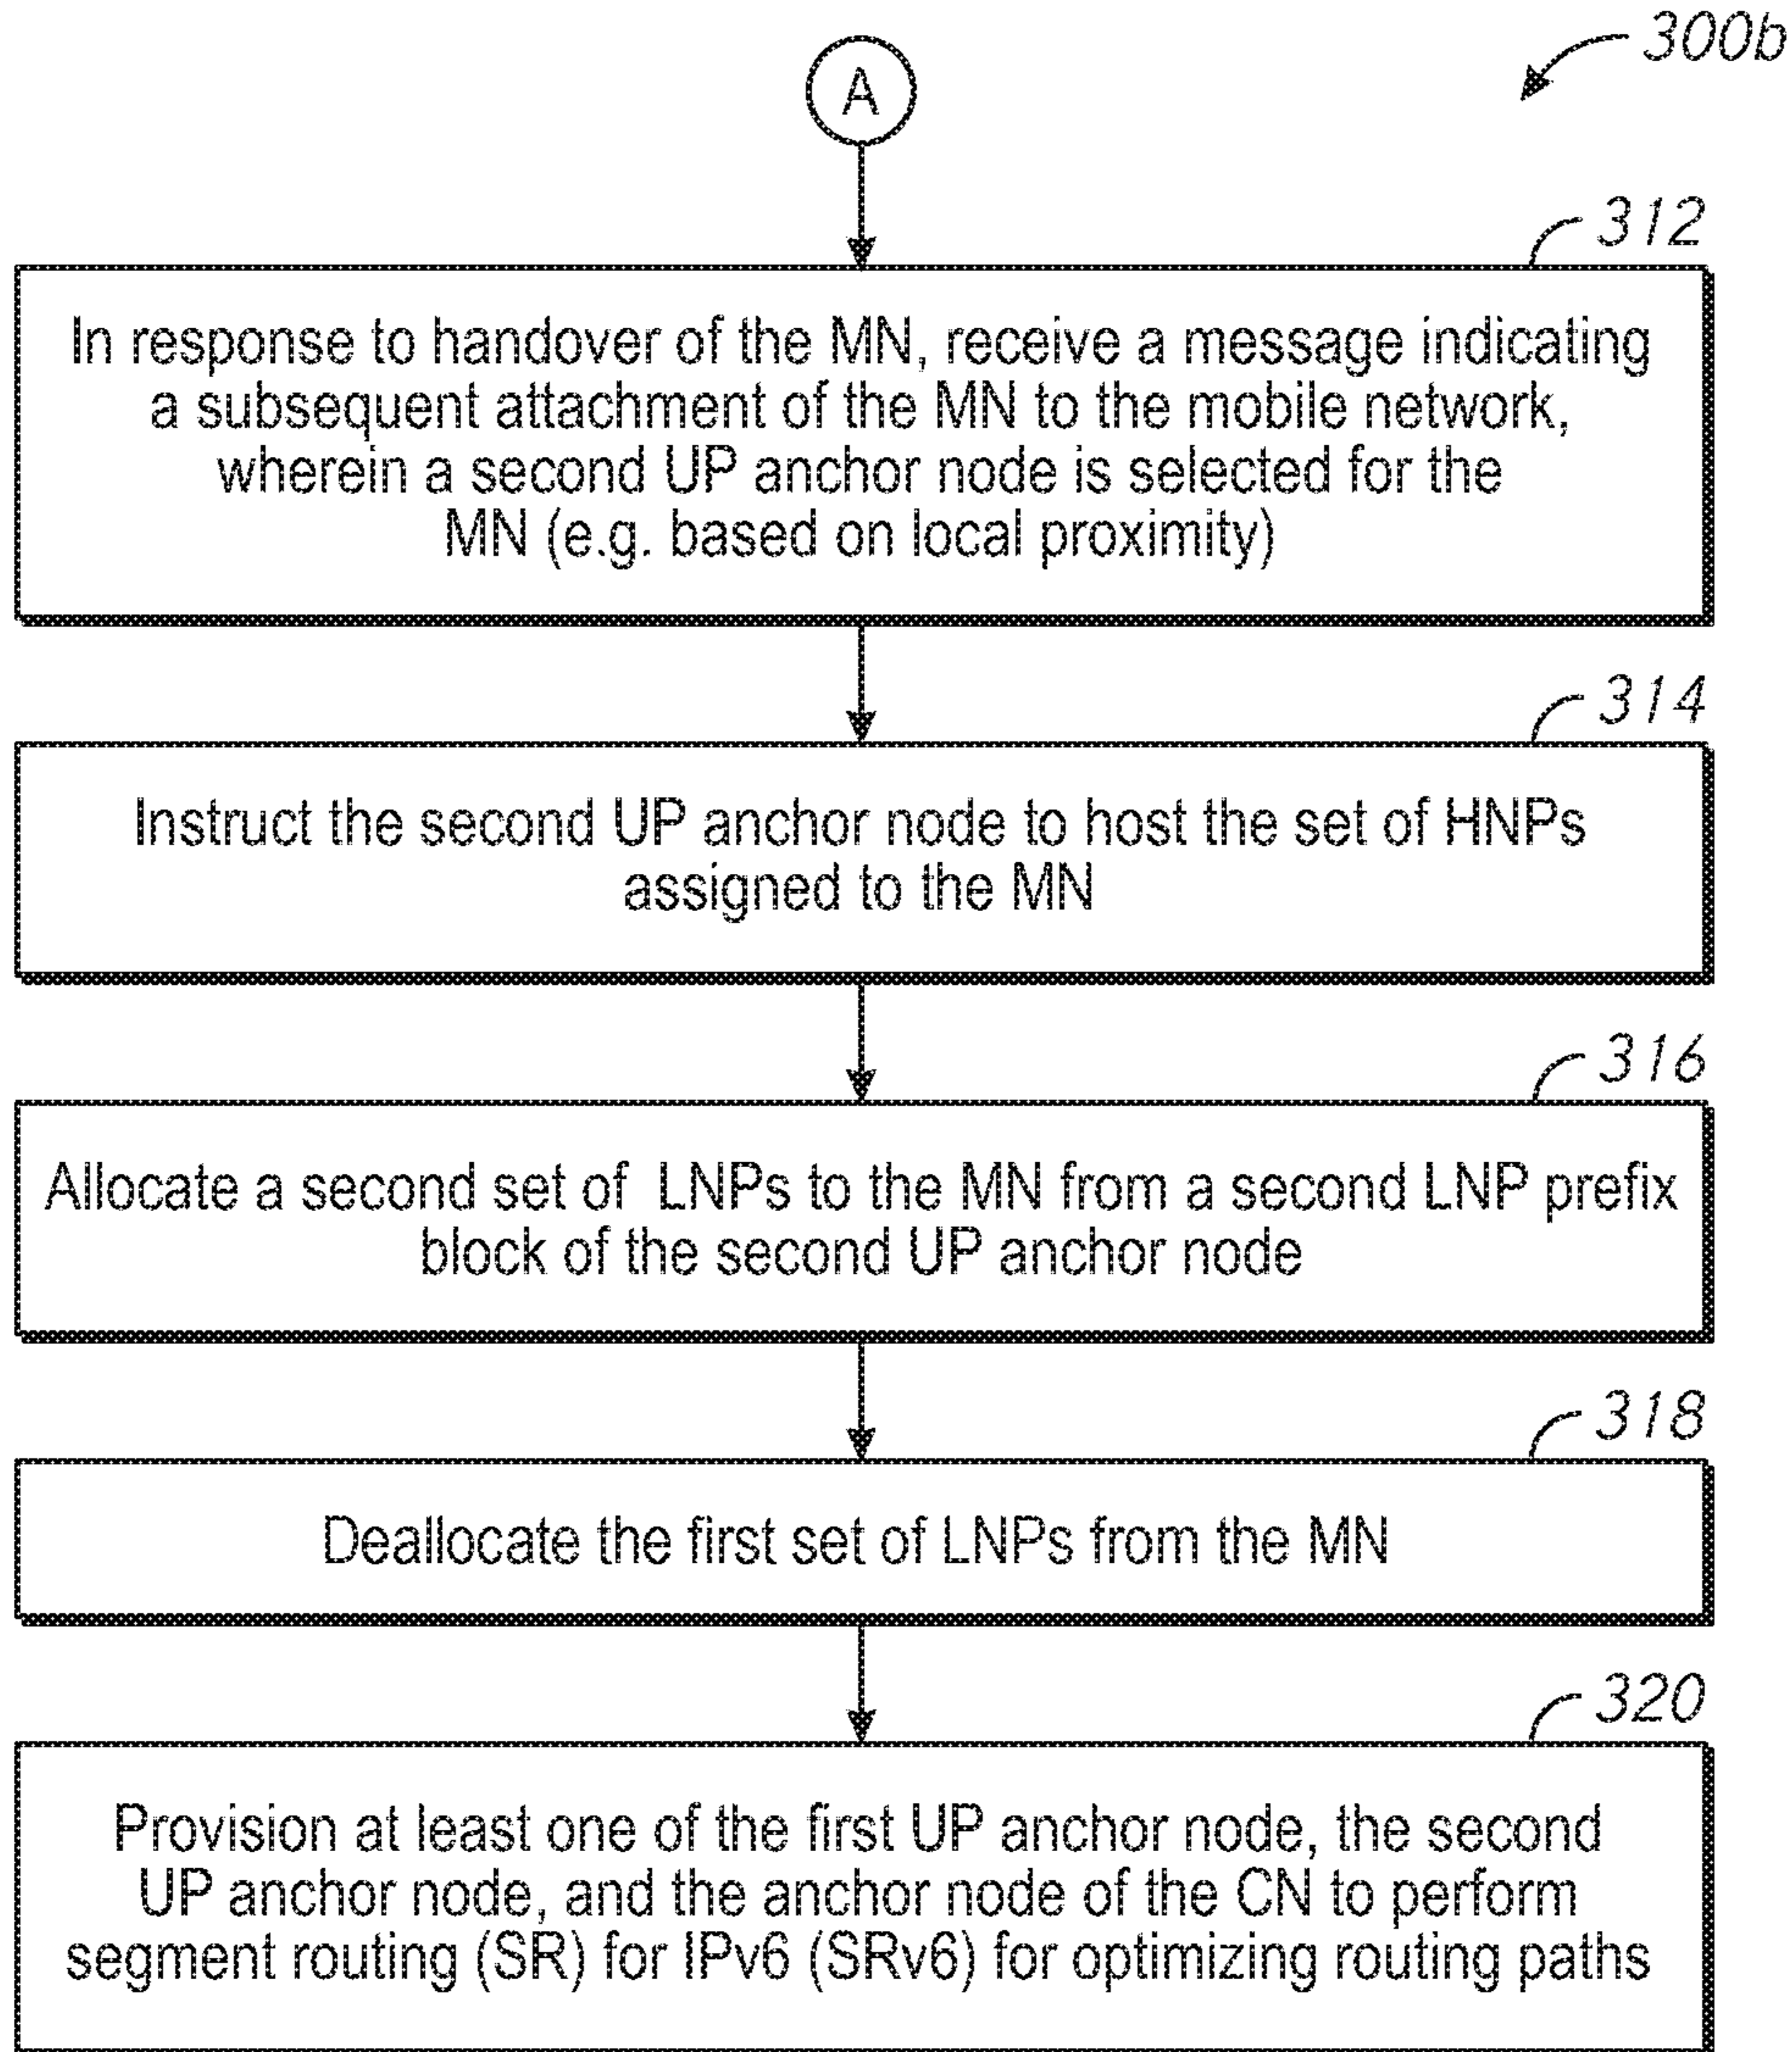 300b
A
312
In response to handover of the MN, receive a message indicating
a subsequent attachment of the MN to the mobile network,
wherein a second UP anchor node is selected for the
MN (e.g. based on local proximity)
314
Instruct the second UP anchor node to host the set of HNPs
assigned to the MN
316
Allocate a second set of LNPs to the MN from a second LNP prefix
block of the second UP anchor node
318
Deallocate the first set of LNPs from the MN
320
Provision at least one of the first UP anchor node, the second
UP anchor node, and the anchor node of the CN to perform
segment routing (SR) for IPv6 (SRv6) for optimizing routing paths